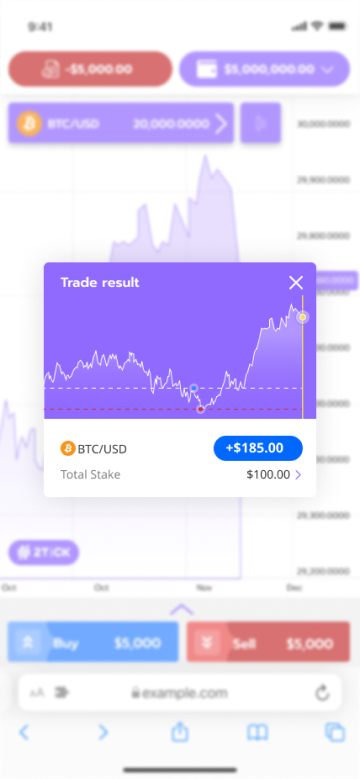 9:41
-$5,000.00
$5,000,000.00
BTC/USD 20,000.0000
30,000.0000
29,900.0000
29,800.0000
Trade result
BTC/USD +$185.00
Total Stake $100.00
29,300.0000
2TICK
29,200.0000
Oct Oct Nov Dec
Buy $5,000 Sell $5,000
AA example.com